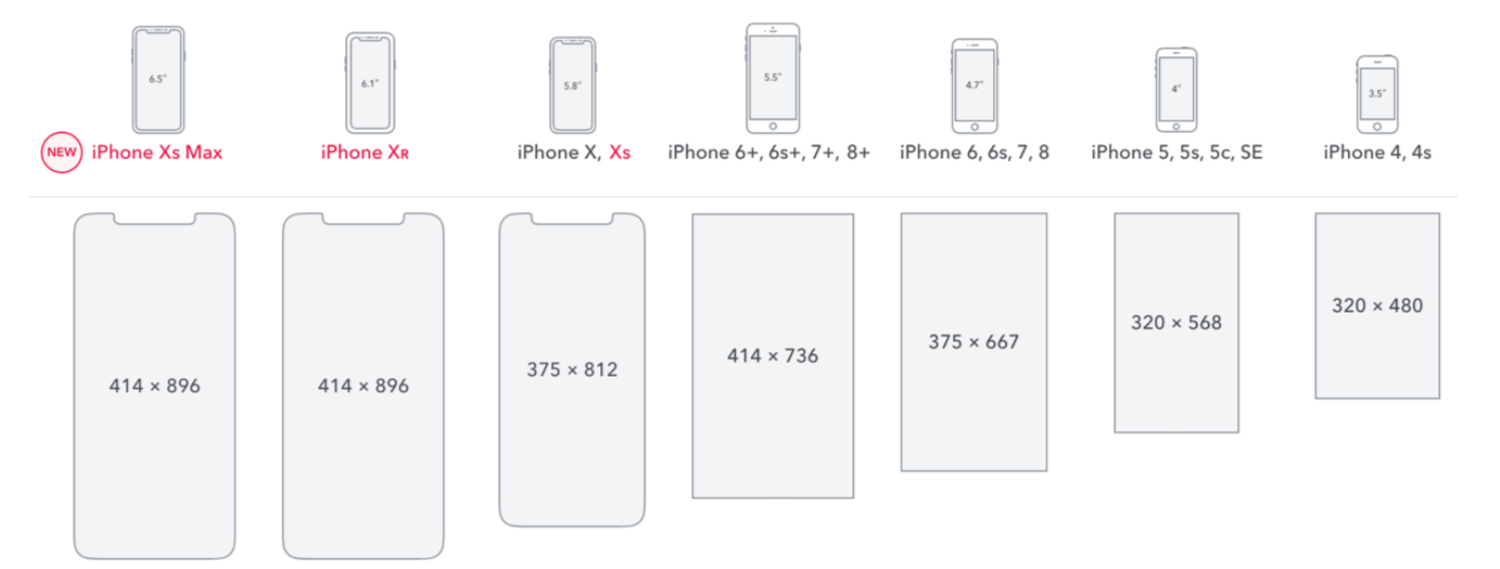 6.5″
6.1″
5.8″
5.5″
4.7″
4″
3.5″
NEW iPhone Xs Max
iPhone XR
iPhone X, Xs
iPhone 6+, 6s+, 7+, 8+
iPhone 6, 6s, 7, 8
iPhone 5, 5s, 5c, SE
iPhone 4, 4s
414 × 896
414 × 896
375 × 812
414 × 736
375 × 667
320 × 568
320 × 480